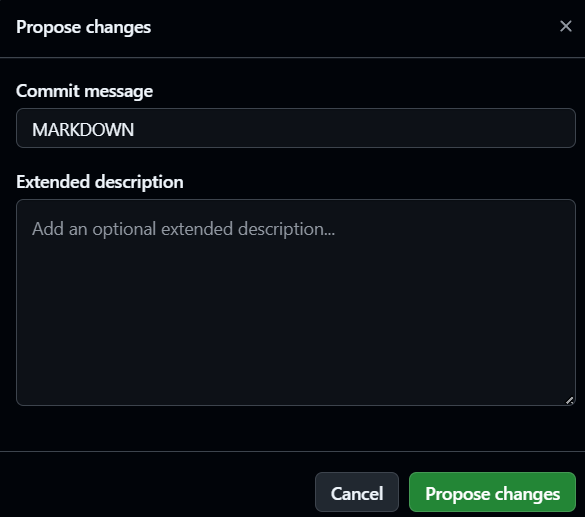 Propose changes
Commit message
MARKDOWN
Extended description
Add an optional extended description...
Cancel
Propose changes